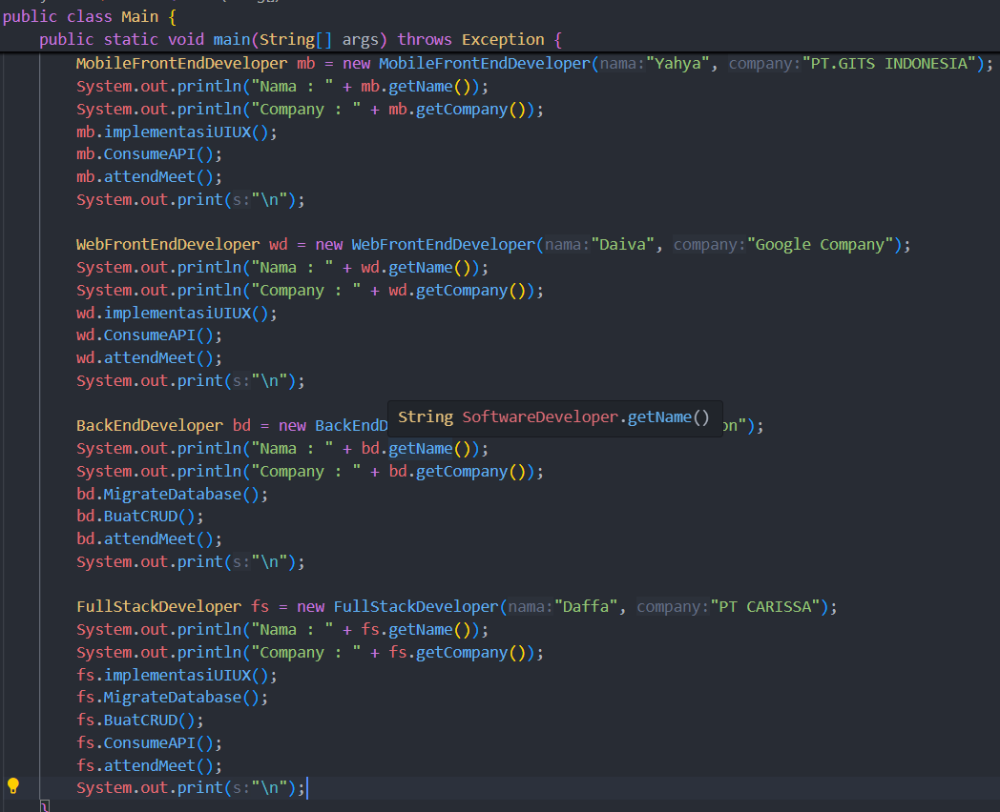 public class Main {
public static void main(String[] args) throws Exception {
MobileFrontEndDeveloper mb = new MobileFrontEndDeveloper(nama:"Yahya", company:"PT.GITS INDONESIA");
System.out.println("Nama : " + mb.getName());
System.out.println("Company : " + mb.getCompany());
mb.implementasiUIUX();
mb.ConsumeAPI();
mb.attendMeet();
System.out.print(s:"\n");
WebFrontEndDeveloper wd = new WebFrontEndDeveloper(nama:"Daiva", company:"Google Company");
System.out.println("Nama : " + wd.getName());
System.out.println("Company : " + wd.getCompany());
wd.implementasiUIUX();
wd.ConsumeAPI();
wd.attendMeet();
System.out.print(s:"\n");
String SoftwareDeveloper.getName()
BackEndDeveloper bd = new BackEndD on");
System.out.println("Nama : " + bd.getName());
System.out.println("Company : " + bd.getCompany());
bd.MigrateDatabase();
bd.BuatCRUD();
bd.attendMeet();
System.out.print(s:"\n");
FullStackDeveloper fs = new FullStackDeveloper(nama:"Daffa", company:"PT CARISSA");
System.out.println("Nama : " + fs.getName());
System.out.println("Company : " + fs.getCompany());
fs.implementasiUIUX();
fs.MigrateDatabase();
fs.BuatCRUD();
fs.ConsumeAPI();
fs.attendMeet();
System.out.print(s:"\n");
}